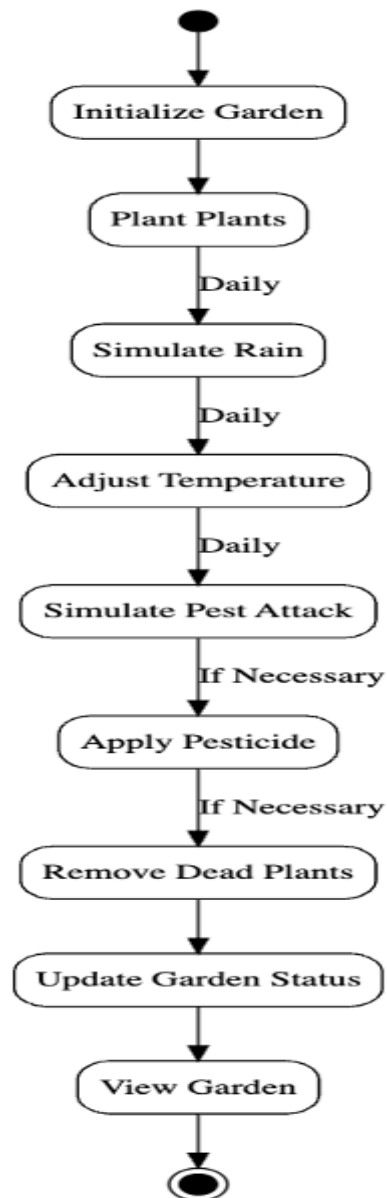 Initialize Garden
Plant Plants
Daily
Simulate Rain
Daily
Adjust Temperature
Daily
Simulate Pest Attack
If Necessary
Apply Pesticide
If Necessary
Remove Dead Plants
Update Garden Status
View Garden